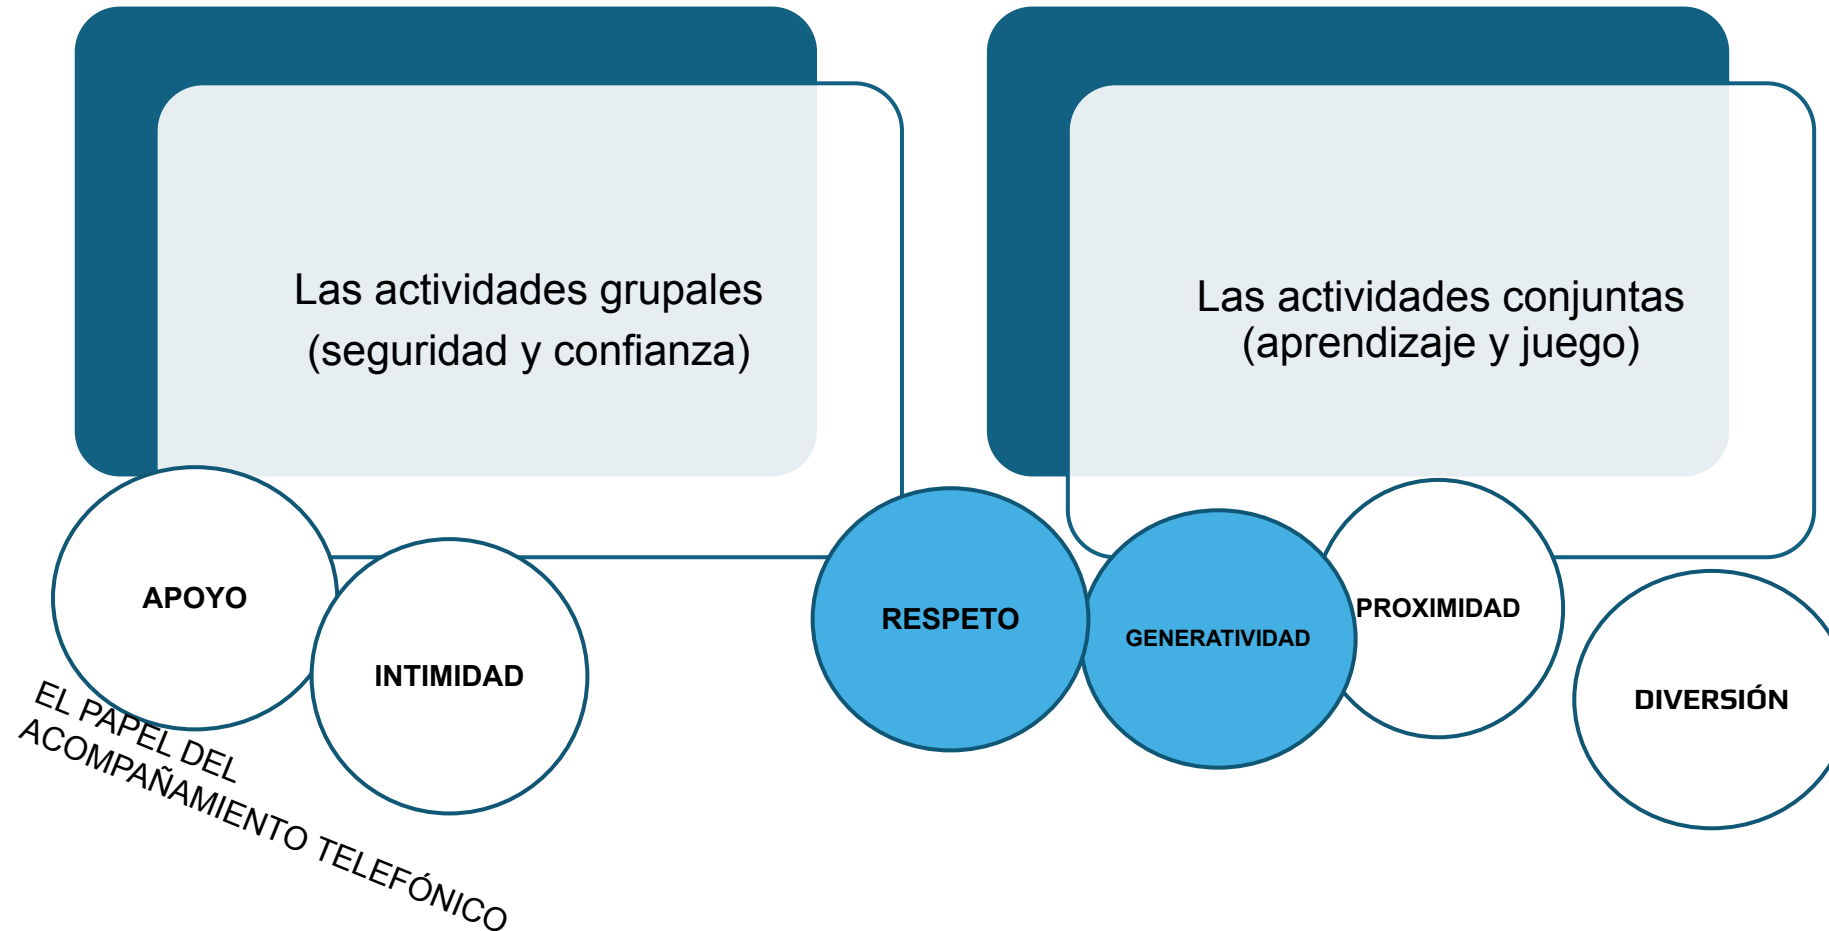 Las actividades grupales
(seguridad y confianza)
Las actividades conjuntas
(aprendizaje y juego)
APOYO
INTIMIDAD
RESPETO
GENERATIVIDAD
PROXIMIDAD
DIVERSIÓN
EL PAPEL DEL
ACOMPAÑAMIENTO TELEFÓNICO